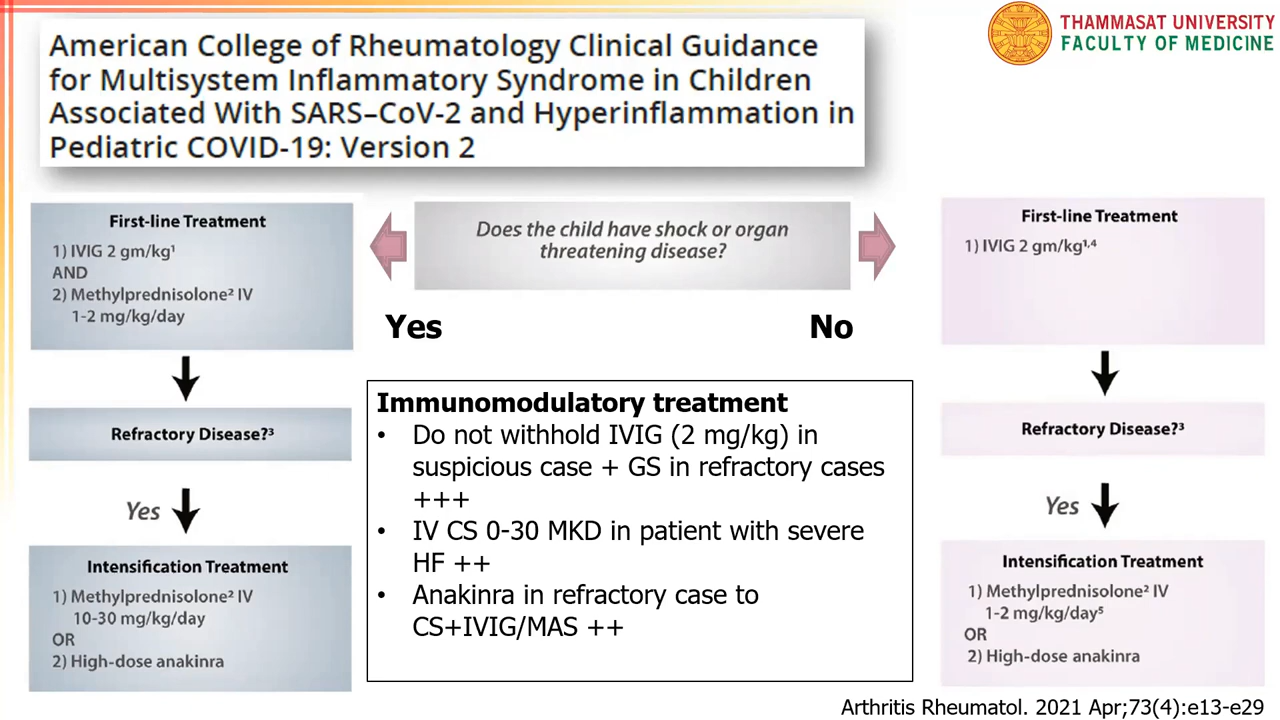 THAMMASAT UNIVERSITY
FACULTY OF MEDICINE
American College of Rheumatology Clinical Guidance
for Multisystem Inflammatory Syndrome in Children
Associated With SARS–CoV-2 and Hyperinflammation in
Pediatric COVID-19: Version 2
Does the child have shock or organ
threatening disease?
Yes
No
First-line Treatment
1) IVIG 2 gm/kg¹
AND
2) Methylprednisolone² IV
1-2 mg/kg/day
Refractory Disease?³
Yes
Intensification Treatment
1) Methylprednisolone² IV
10-30 mg/kg/day
OR
2) High-dose anakinra
Immunomodulatory treatment
• Do not withhold IVIG (2 mg/kg) in
suspicious case + GS in refractory cases
+++
• IV CS 0-30 MKD in patient with severe
HF ++
• Anakinra in refractory case to
CS+IVIG/MAS ++
First-line Treatment
1) IVIG 2 gm/kg¹,⁴
Refractory Disease?³
Yes
Intensification Treatment
1) Methylprednisolone² IV
1-2 mg/kg/day⁵
OR
2) High-dose anakinra
Arthritis Rheumatol. 2021 Apr;73(4):e13-e29